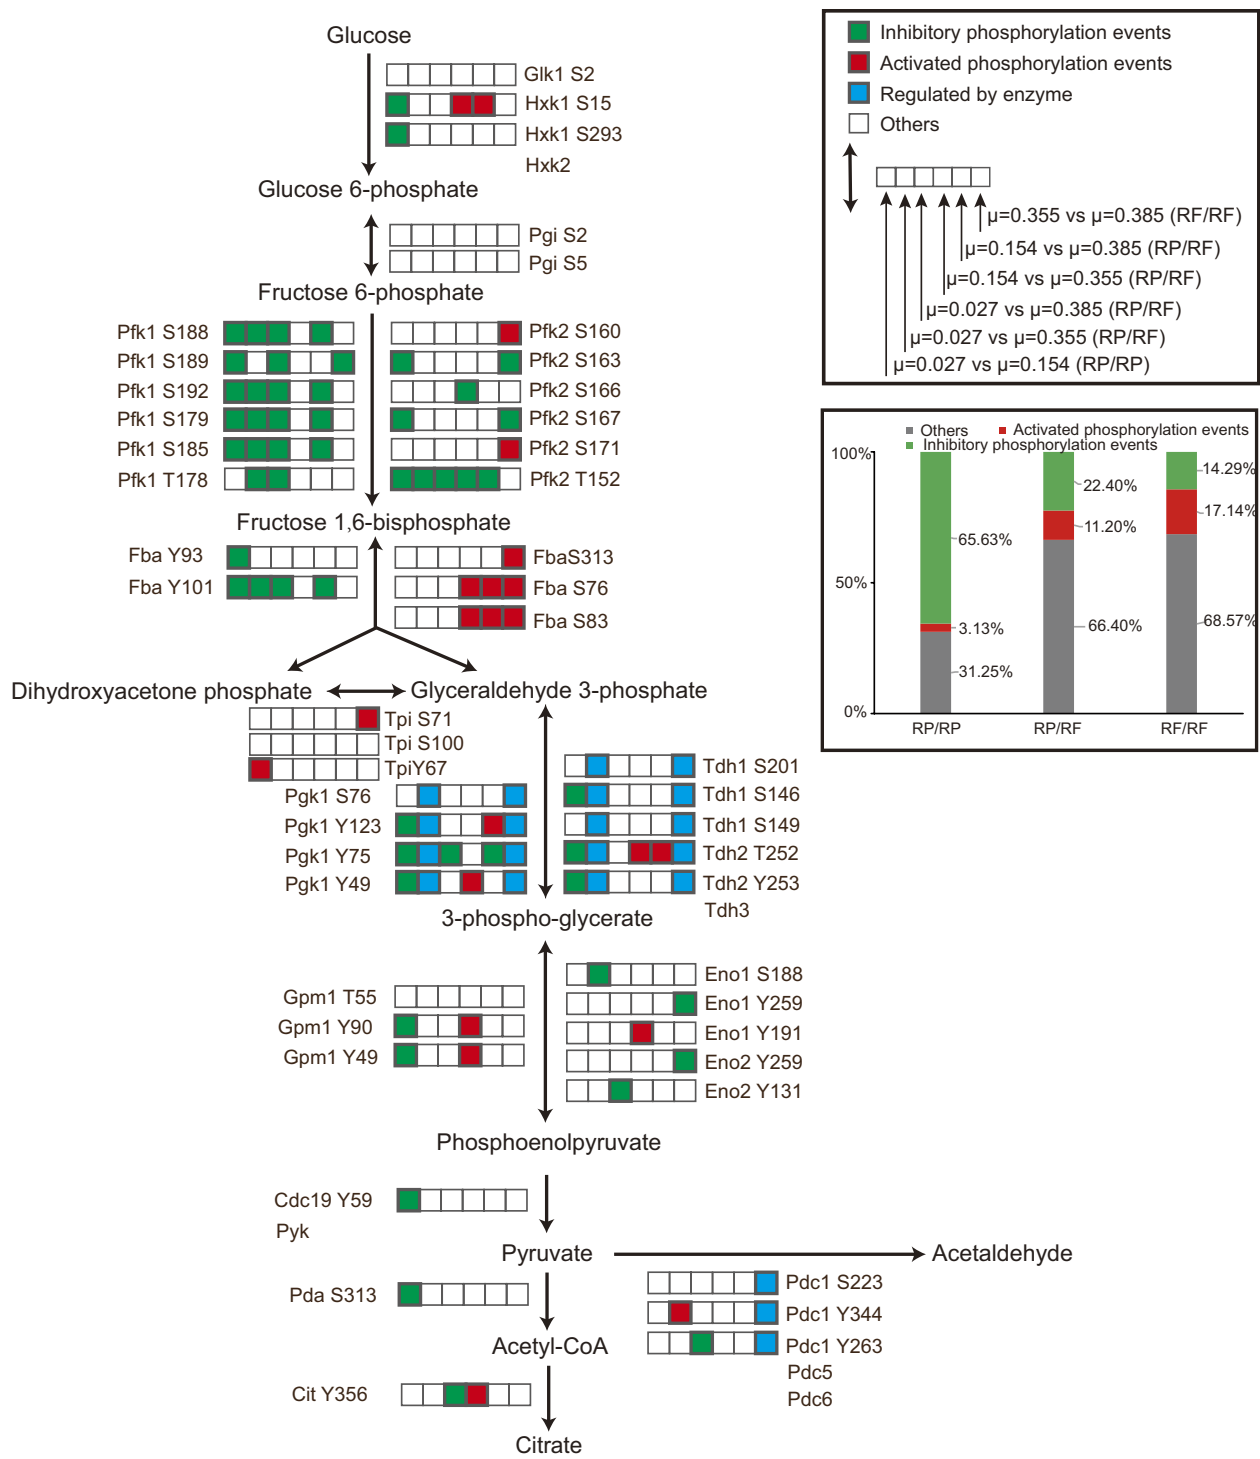 Glucose
Glk1 S2
Hxk1 S15
Hxk1 S293
Hxk2
Glucose 6-phosphate
Pgi S2
Pgi S5
Fructose 6-phosphate
Pfk1 S188
Pfk1 S189
Pfk1 S192
Pfk1 S179
Pfk1 S185
Pfk1 T178
Pfk2 S160
Pfk2 S163
Pfk2 S166
Pfk2 S167
Pfk2 S171
Pfk2 T152
Fructose 1,6-bisphosphate
Fba Y93
Fba Y101
FbaS313
Fba S76
Fba S83
Dihydroxyacetone phosphate
Glyceraldehyde 3-phosphate
Tpi S71
Tpi S100
TpiY67
Pgk1 S76
Pgk1 Y123
Pgk1 Y75
Pgk1 Y49
Tdh1 S201
Tdh1 S146
Tdh1 S149
Tdh2 T252
Tdh2 Y253
Tdh3
3-phospho-glycerate
Gpm1 T55
Gpm1 Y90
Gpm1 Y49
Eno1 S188
Eno1 Y259
Eno1 Y191
Eno2 Y259
Eno2 Y131
Phosphoenolpyruvate
Cdc19 Y59
Pyk
Pyruvate
Acetaldehyde
Pda S313
Pdc1 S223
Pdc1 Y344
Pdc1 Y263
Pdc5
Pdc6
Acetyl-CoA
Cit Y356
Citrate
Inhibitory phosphorylation events
Activated phosphorylation events
Regulated by enzyme
Others
μ=0.355 vs μ=0.385 (RF/RF)
μ=0.154 vs μ=0.385 (RP/RF)
μ=0.154 vs μ=0.355 (RP/RF)
μ=0.027 vs μ=0.385 (RP/RF)
μ=0.027 vs μ=0.355 (RP/RF)
μ=0.027 vs μ=0.154 (RP/RP)
Others
Activated phosphorylation events
Inhibitory phosphorylation events
100%
50%
0%
65.63%
3.13%
31.25%
22.40%
11.20%
66.40%
14.29%
17.14%
68.57%
RP/RP
RP/RF
RF/RF